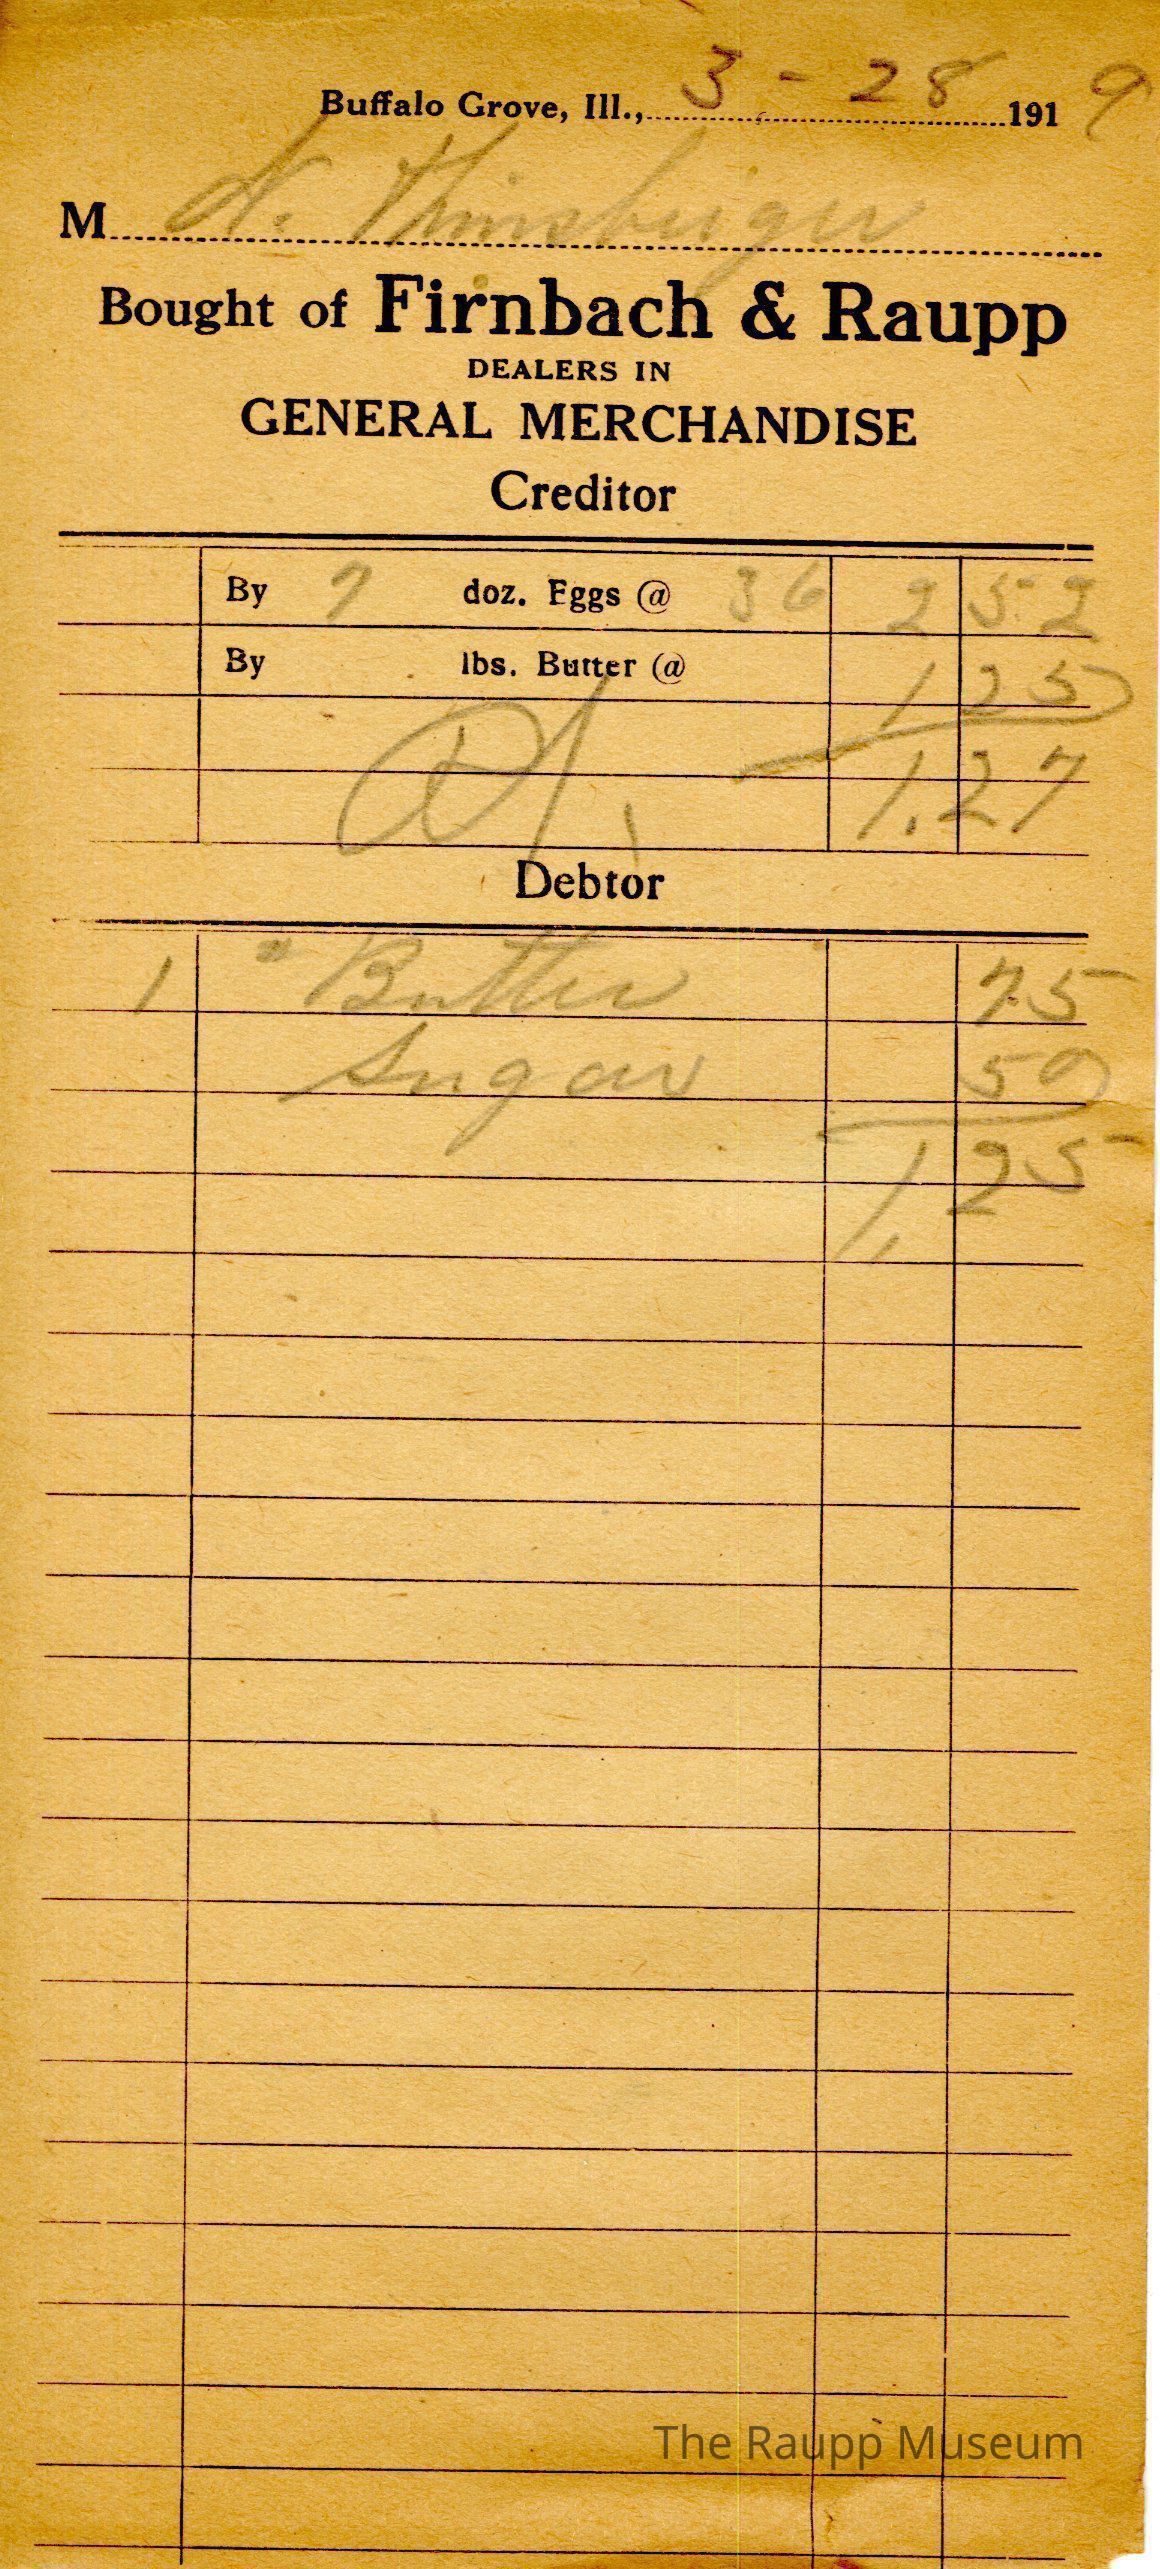 Buffalo Grove, Ill., 3 - 28 1919
M
Bought of Firnbach & Raupp
DEALERS IN
GENERAL MERCHANDISE
Creditor
By 7 doz. Eggs @ 36 2 52
By lbs. Butter @ 1 25
1.27
Debtor
1 " Butter 75
Sugar 50
1,25
The Raupp Museum